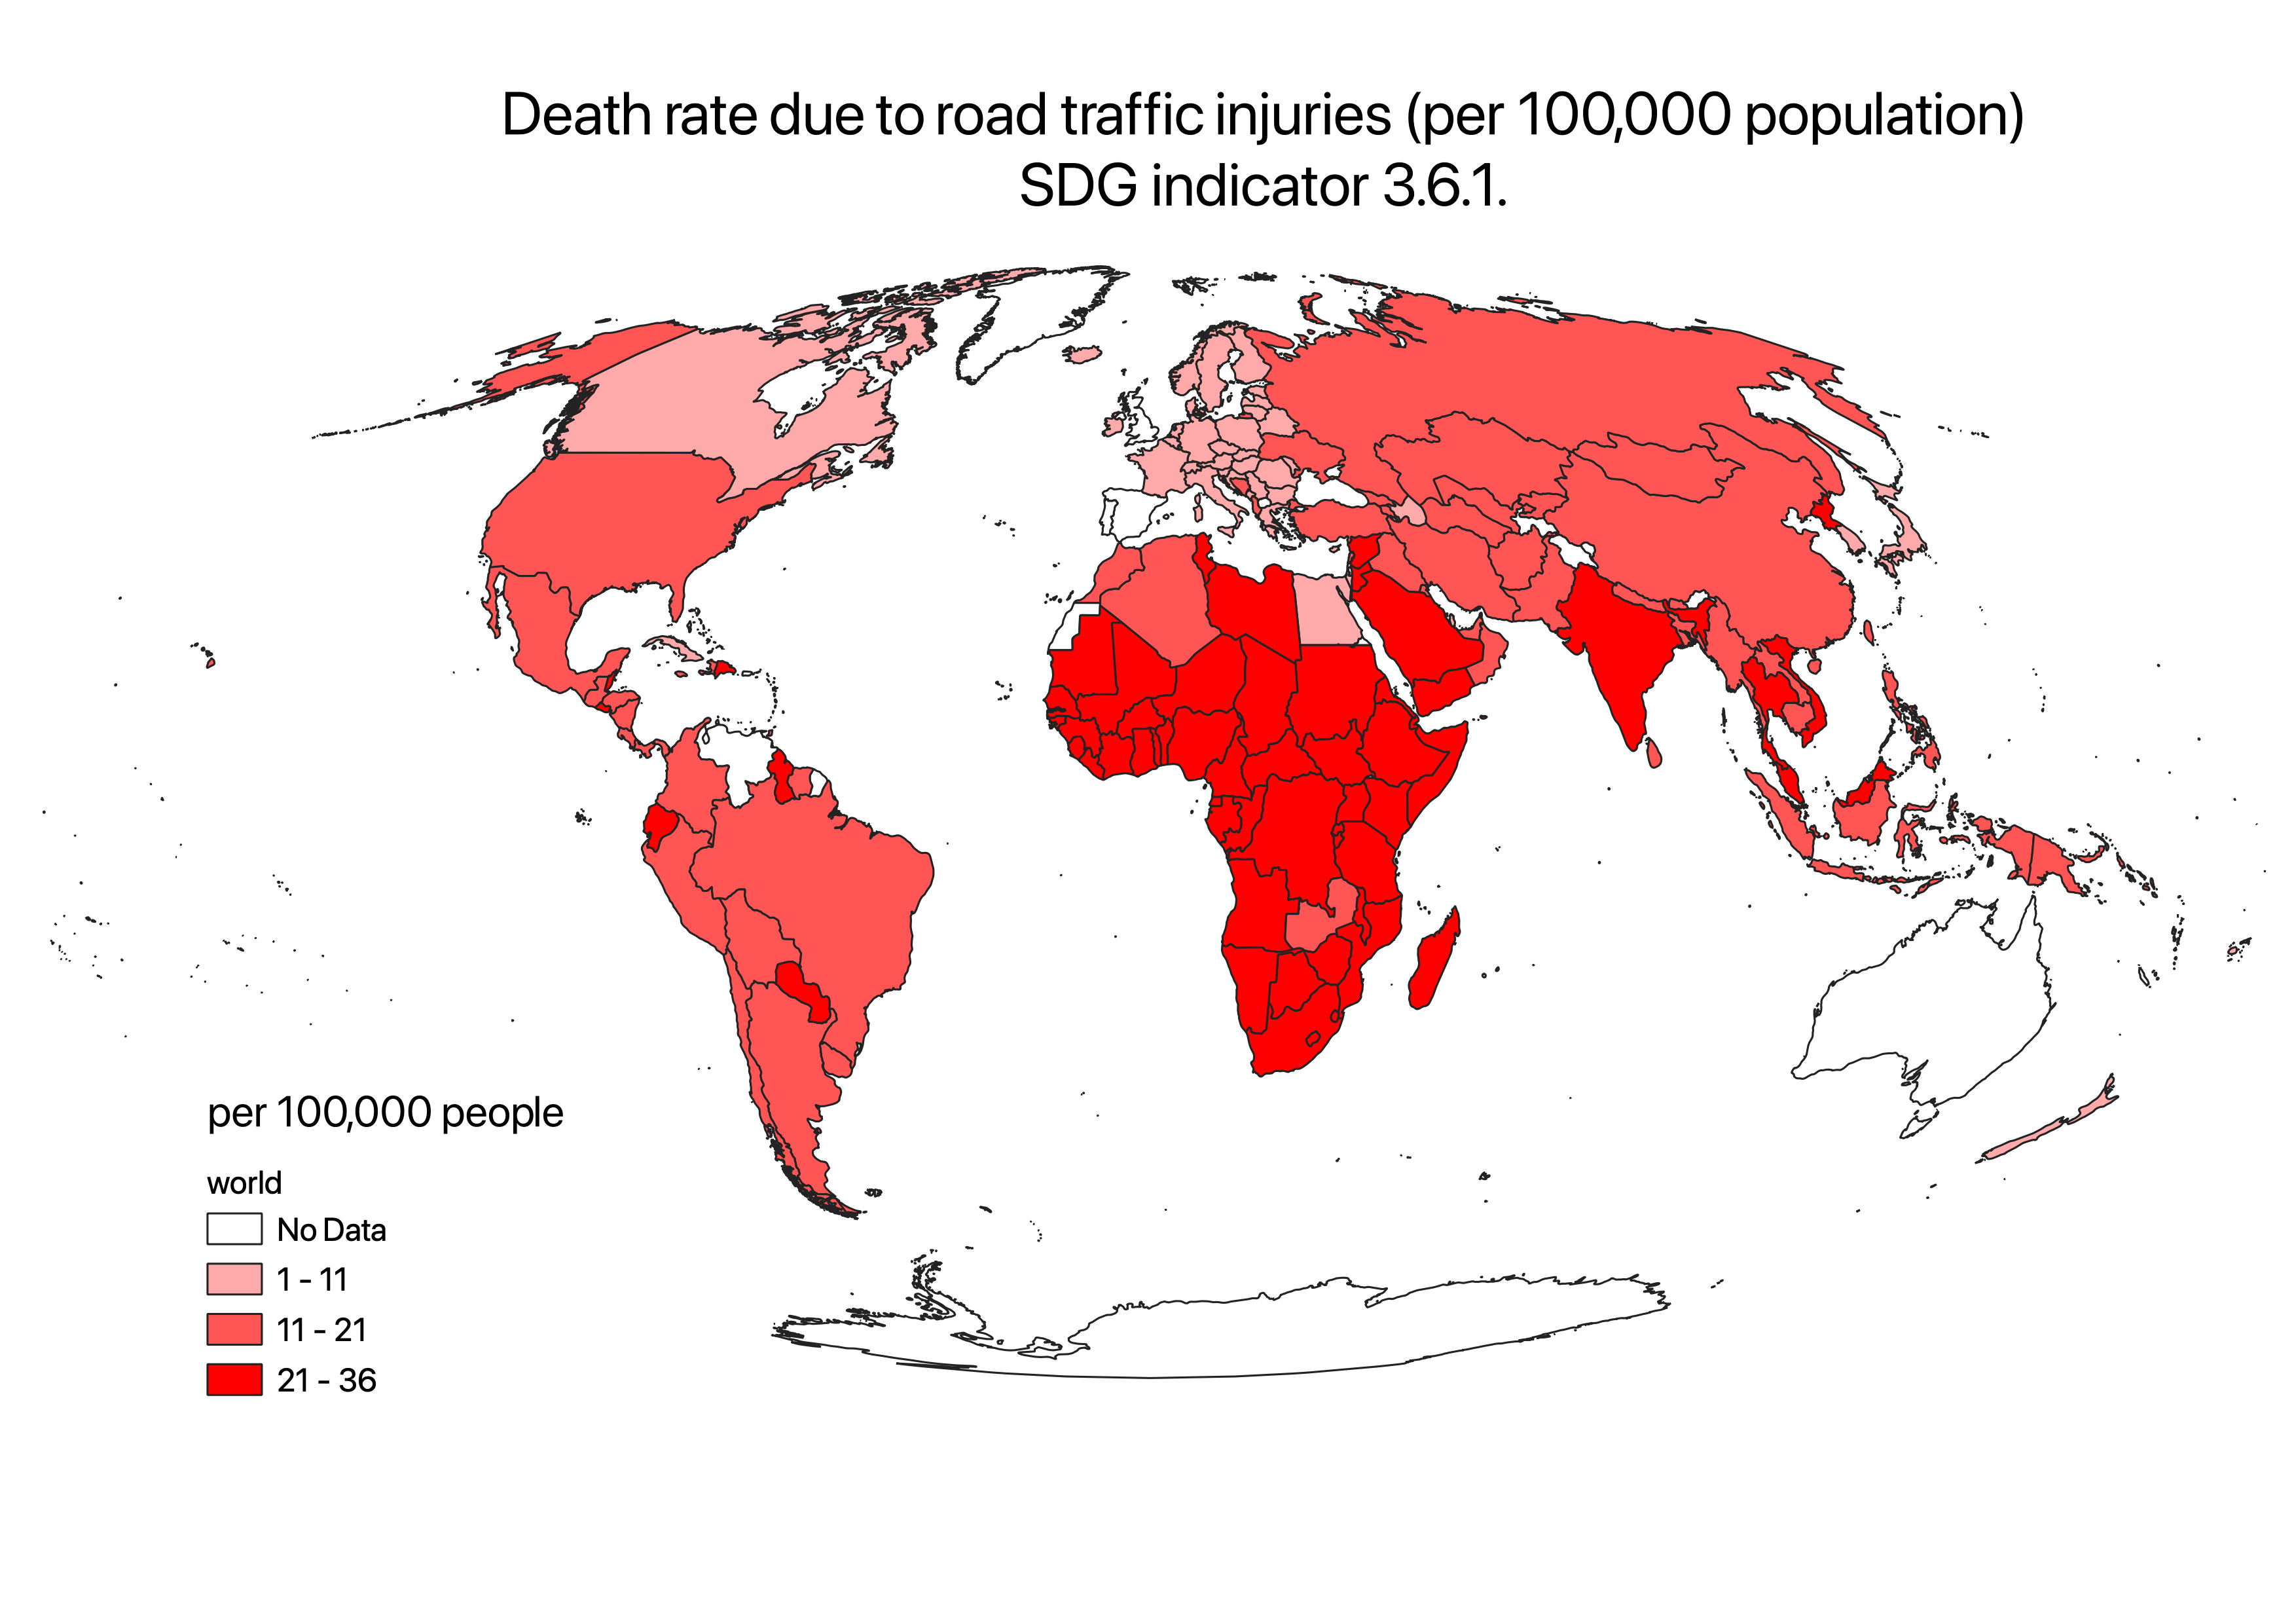 Death rate due to road traffic injuries (per 100,000 population)
SDG indicator 3.6.1.
per 100,000 people
world
No Data
1 - 11
11 - 21
21 - 36